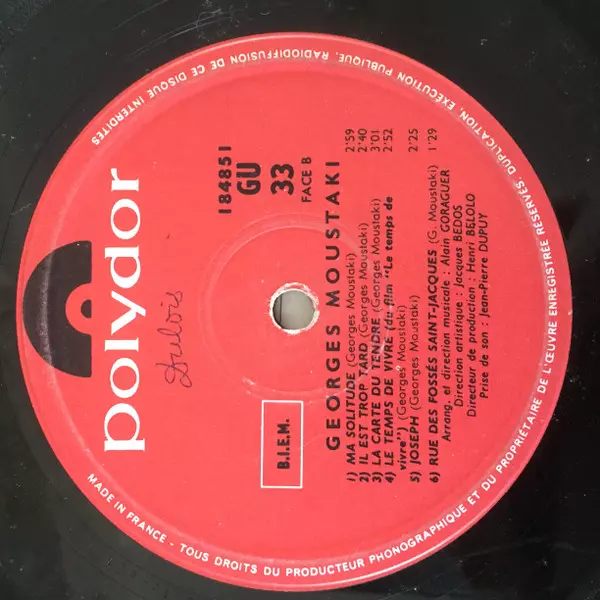 polydor
Dubois
B.I.E.M.
184851
GU
33
FACE B
GEORGES MOUSTAKI
1) MA SOLITUDE (Georges Moustaki) 2'59
2) IL EST TROP TARD (Georges Moustaki) 2'40
3) LA CARTE DU TENDRE (Georges Moustaki) 3'01
4) LE TEMPS DE VIVRE (du film "Le temps de 2'52
vivre") (Georges Moustaki)
5) JOSEPH (Georges Moustaki) 2'25
6) RUE DES FOSSÉS SAINT-JACQUES (G. Moustaki) 1'29
Arrang. et direction musicale : Alain GORAGUER
Direction artistique : Jacques BEDOS
Directeur de production : Henri BELOLO
Prise de son : Jean-Pierre DUPUY
MADE IN FRANCE - TOUS DROITS DU PRODUCTEUR PHONOGRAPHIQUE ET DU PROPRIÉTAIRE DE L'ŒUVRE ENREGISTRÉE RÉSERVÉS. DUPLICATION, EXÉCUTION PUBLIQUE, RADIODIFFUSION DE CE DISQUE INTERDITES